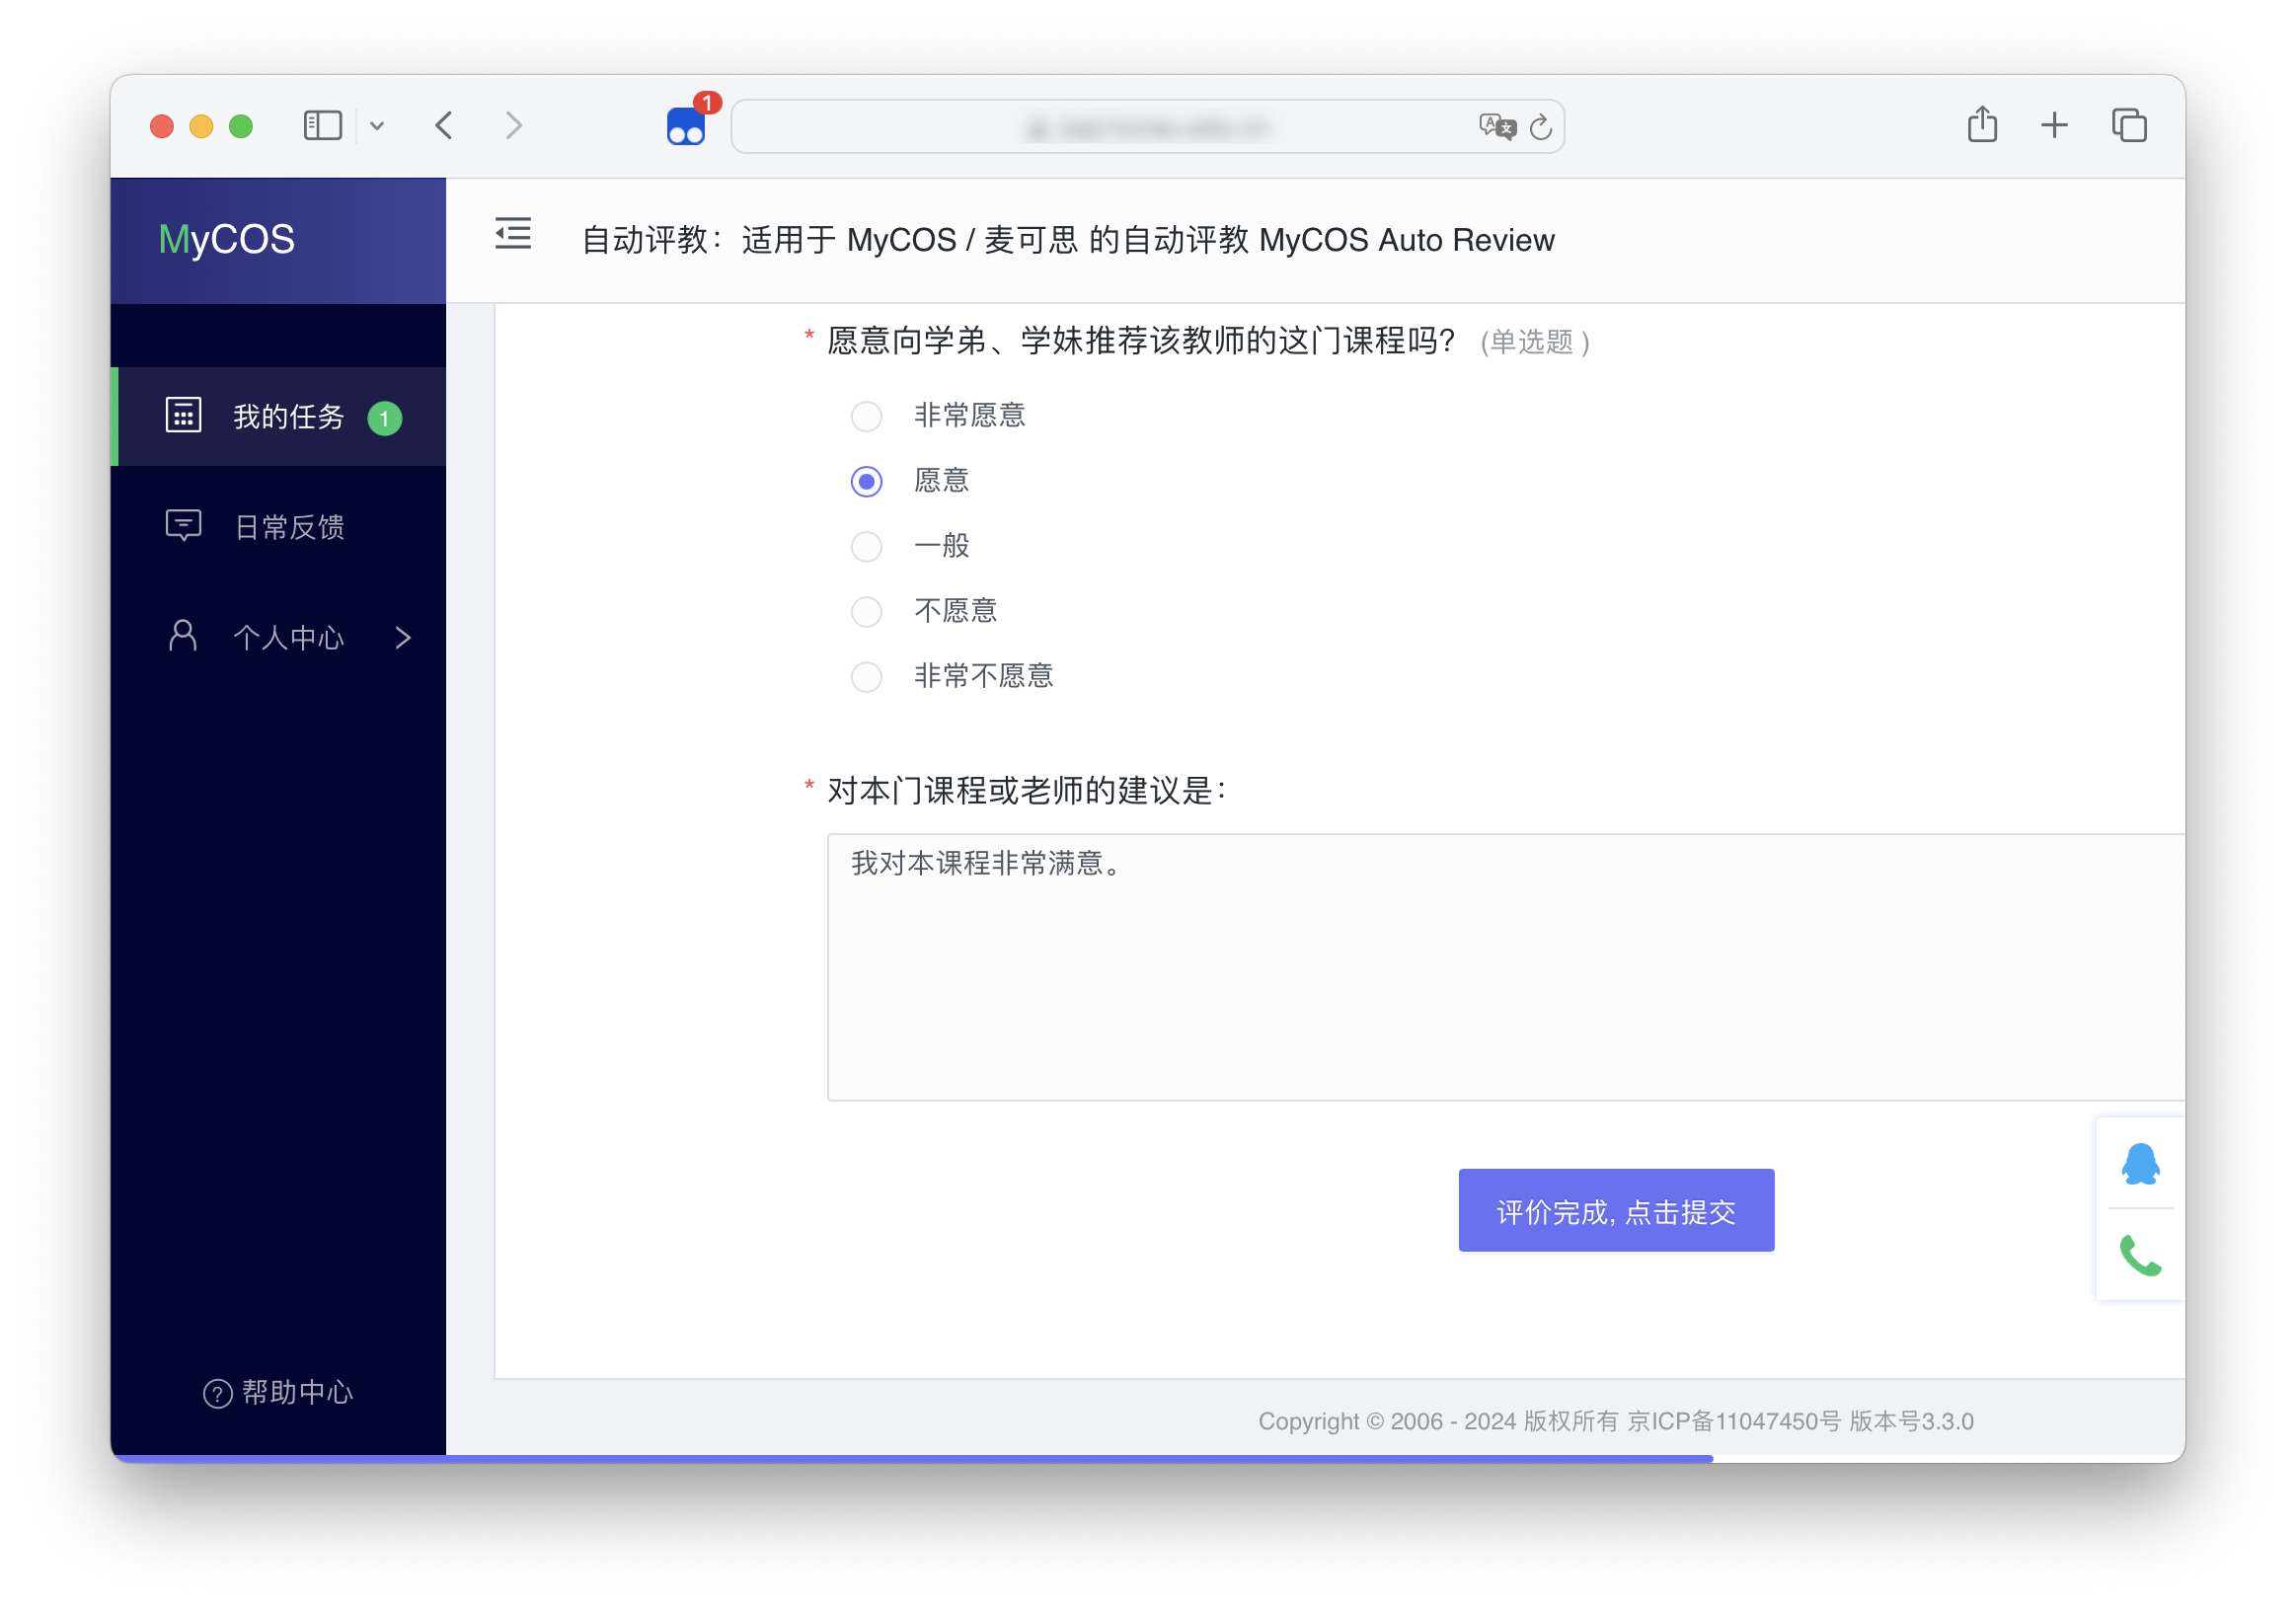 1
MyCOS
自动评教：适用于 MyCOS / 麦可思 的自动评教 MyCOS Auto Review
我的任务 1
日常反馈
个人中心
帮助中心
* 愿意向学弟、学妹推荐该教师的这门课程吗？ (单选题 )
非常愿意
愿意
一般
不愿意
非常不愿意
* 对本门课程或老师的建议是：
我对本课程非常满意。
评价完成, 点击提交
Copyright © 2006 - 2024 版权所有 京ICP备11047450号 版本号3.3.0